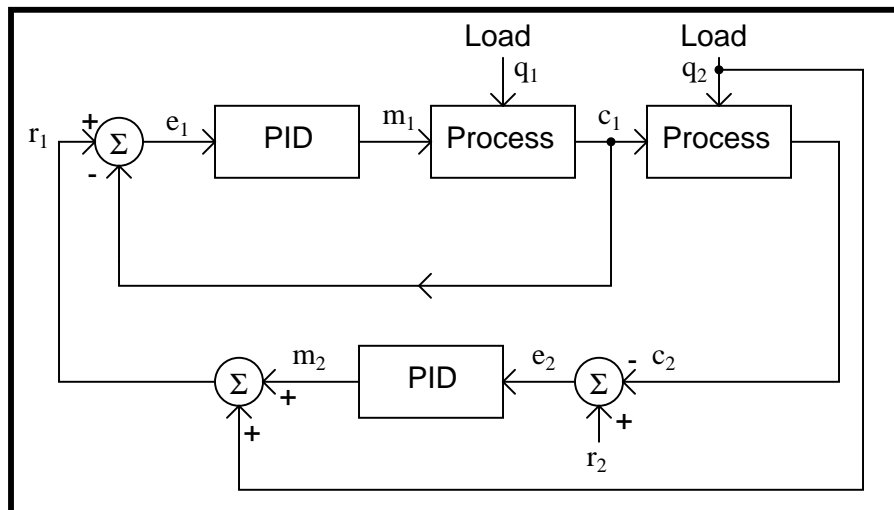 Load Load
q₁ q₂
r₁ + Σ - e₁ PID m₁ Process c₁ Process
Σ + + m₂ PID e₂ Σ - + c₂
r₂